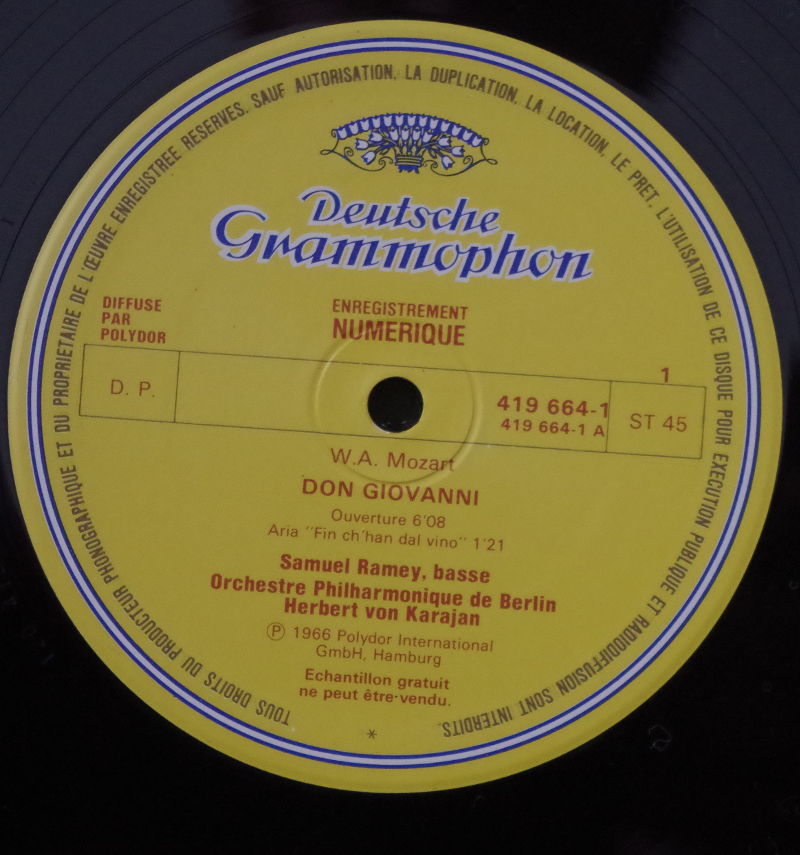 TOUS DROITS DU PRODUCTEUR PHONOGRAPHIQUE ET DU PROPRIETAIRE DE L'ŒUVRE ENREGISTRÉE RESERVES. SAUF AUTORISATION, LA DUPLICATION, LA LOCATION, LE PRET, L'UTILISATION DE CE DISQUE POUR EXECUTION PUBLIQUE ET RADIODIFFUSION SONT INTERDITS.
Deutsche
Grammophon
DIFFUSE
PAR
POLYDOR
ENREGISTREMENT
NUMERIQUE
1
D. P.
419 664-1
419 664-1 A
ST 45
W.A. Mozart
DON GIOVANNI
Ouverture 6'08
Aria "Fin ch'han dal vino" 1'21
Samuel Ramey, basse
Orchestre Philharmonique de Berlin
Herbert von Karajan
Ⓟ 1966 Polydor International
GmbH, Hamburg
Echantillon gratuit
ne peut être-vendu.
*